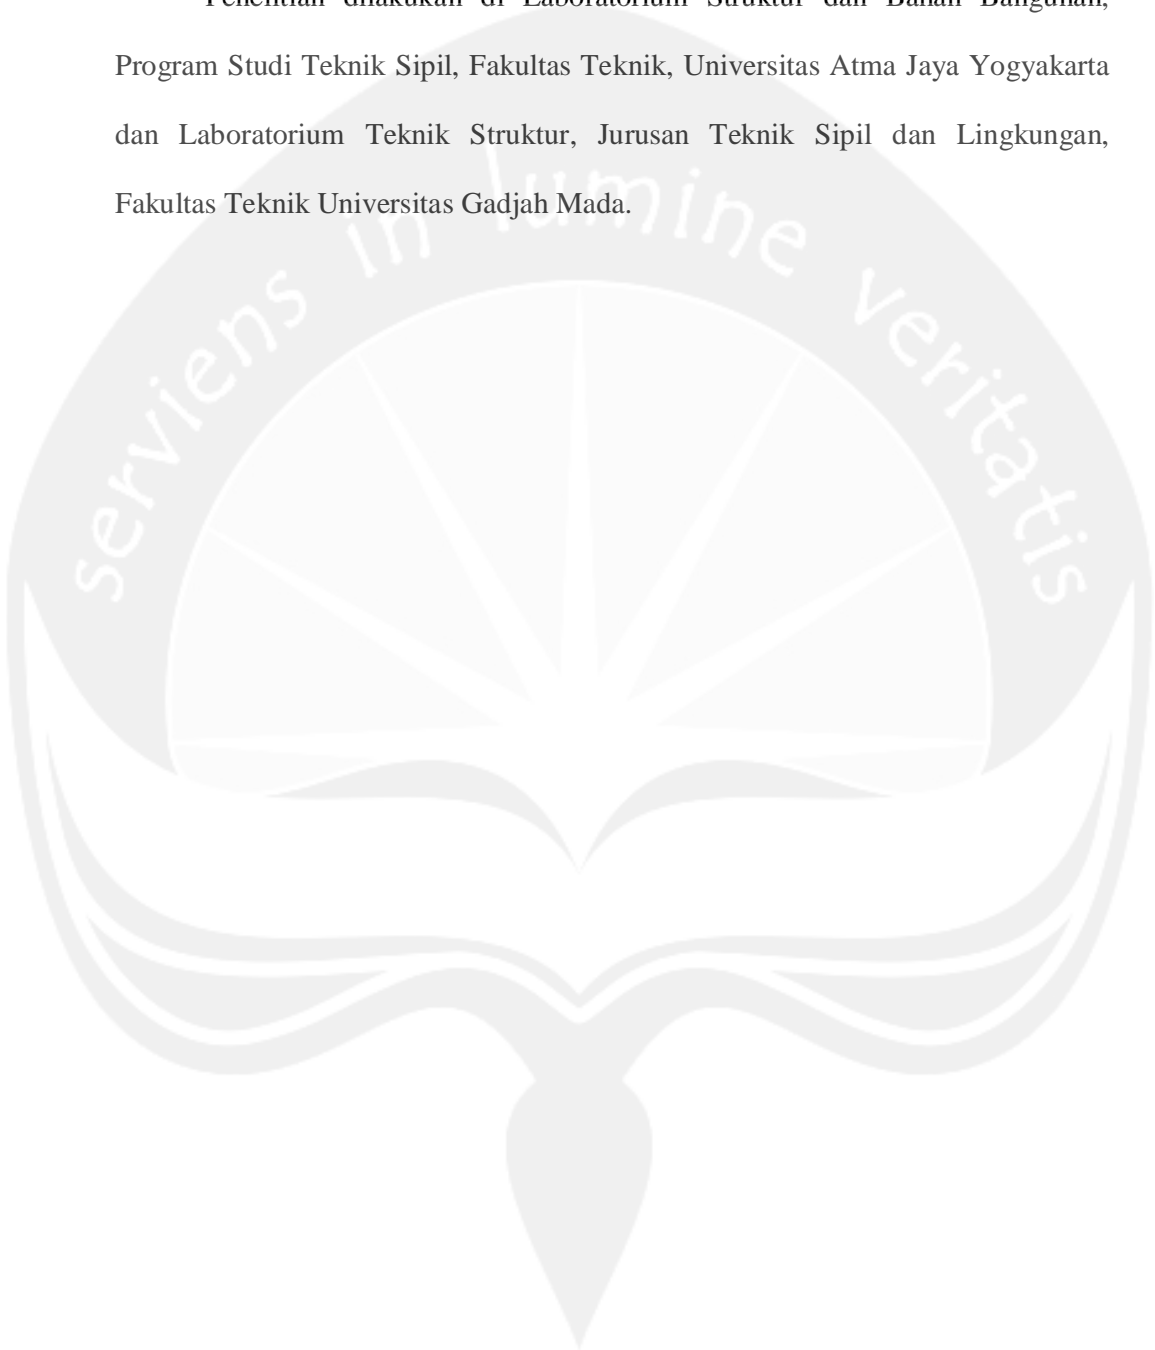 Penelitian dilakukan di Laboratorium Struktur dan Bahan Bangunan,
Program Studi Teknik Sipil, Fakultas Teknik, Universitas Atma Jaya Yogyakarta
dan Laboratorium Teknik Struktur, Jurusan Teknik Sipil dan Lingkungan,
Fakultas Teknik Universitas Gadjah Mada.
serviens in lumine veritatis